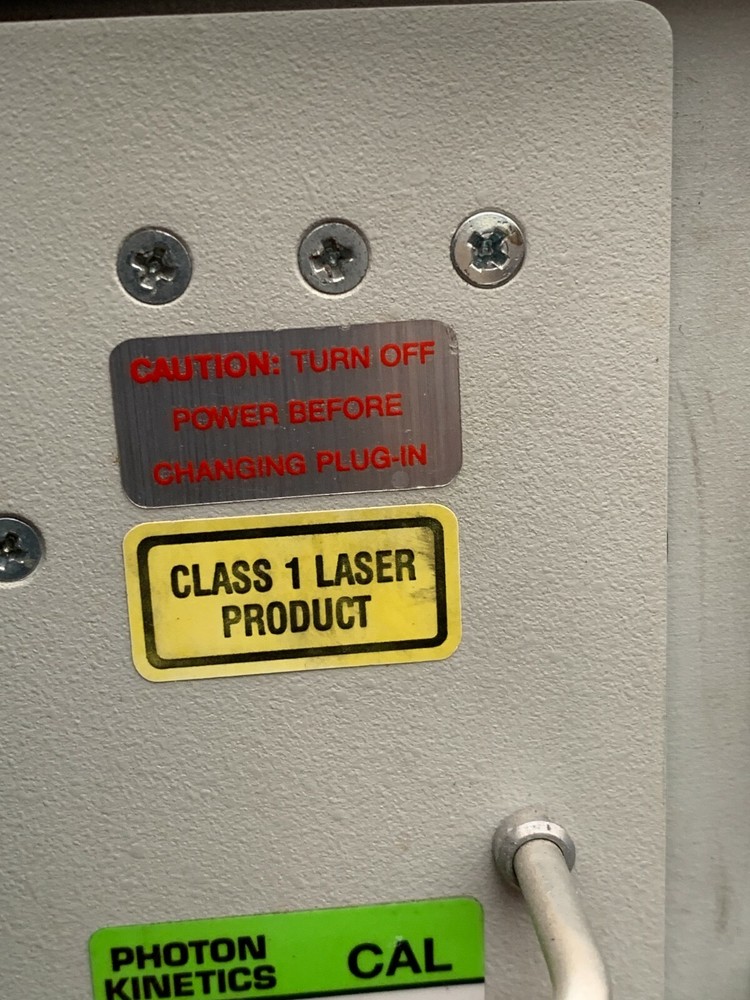 CAUTION: TURN OFF
POWER BEFORE
CHANGING PLUG-IN
CLASS 1 LASER
PRODUCT
PHOTON
KINETICS
CAL